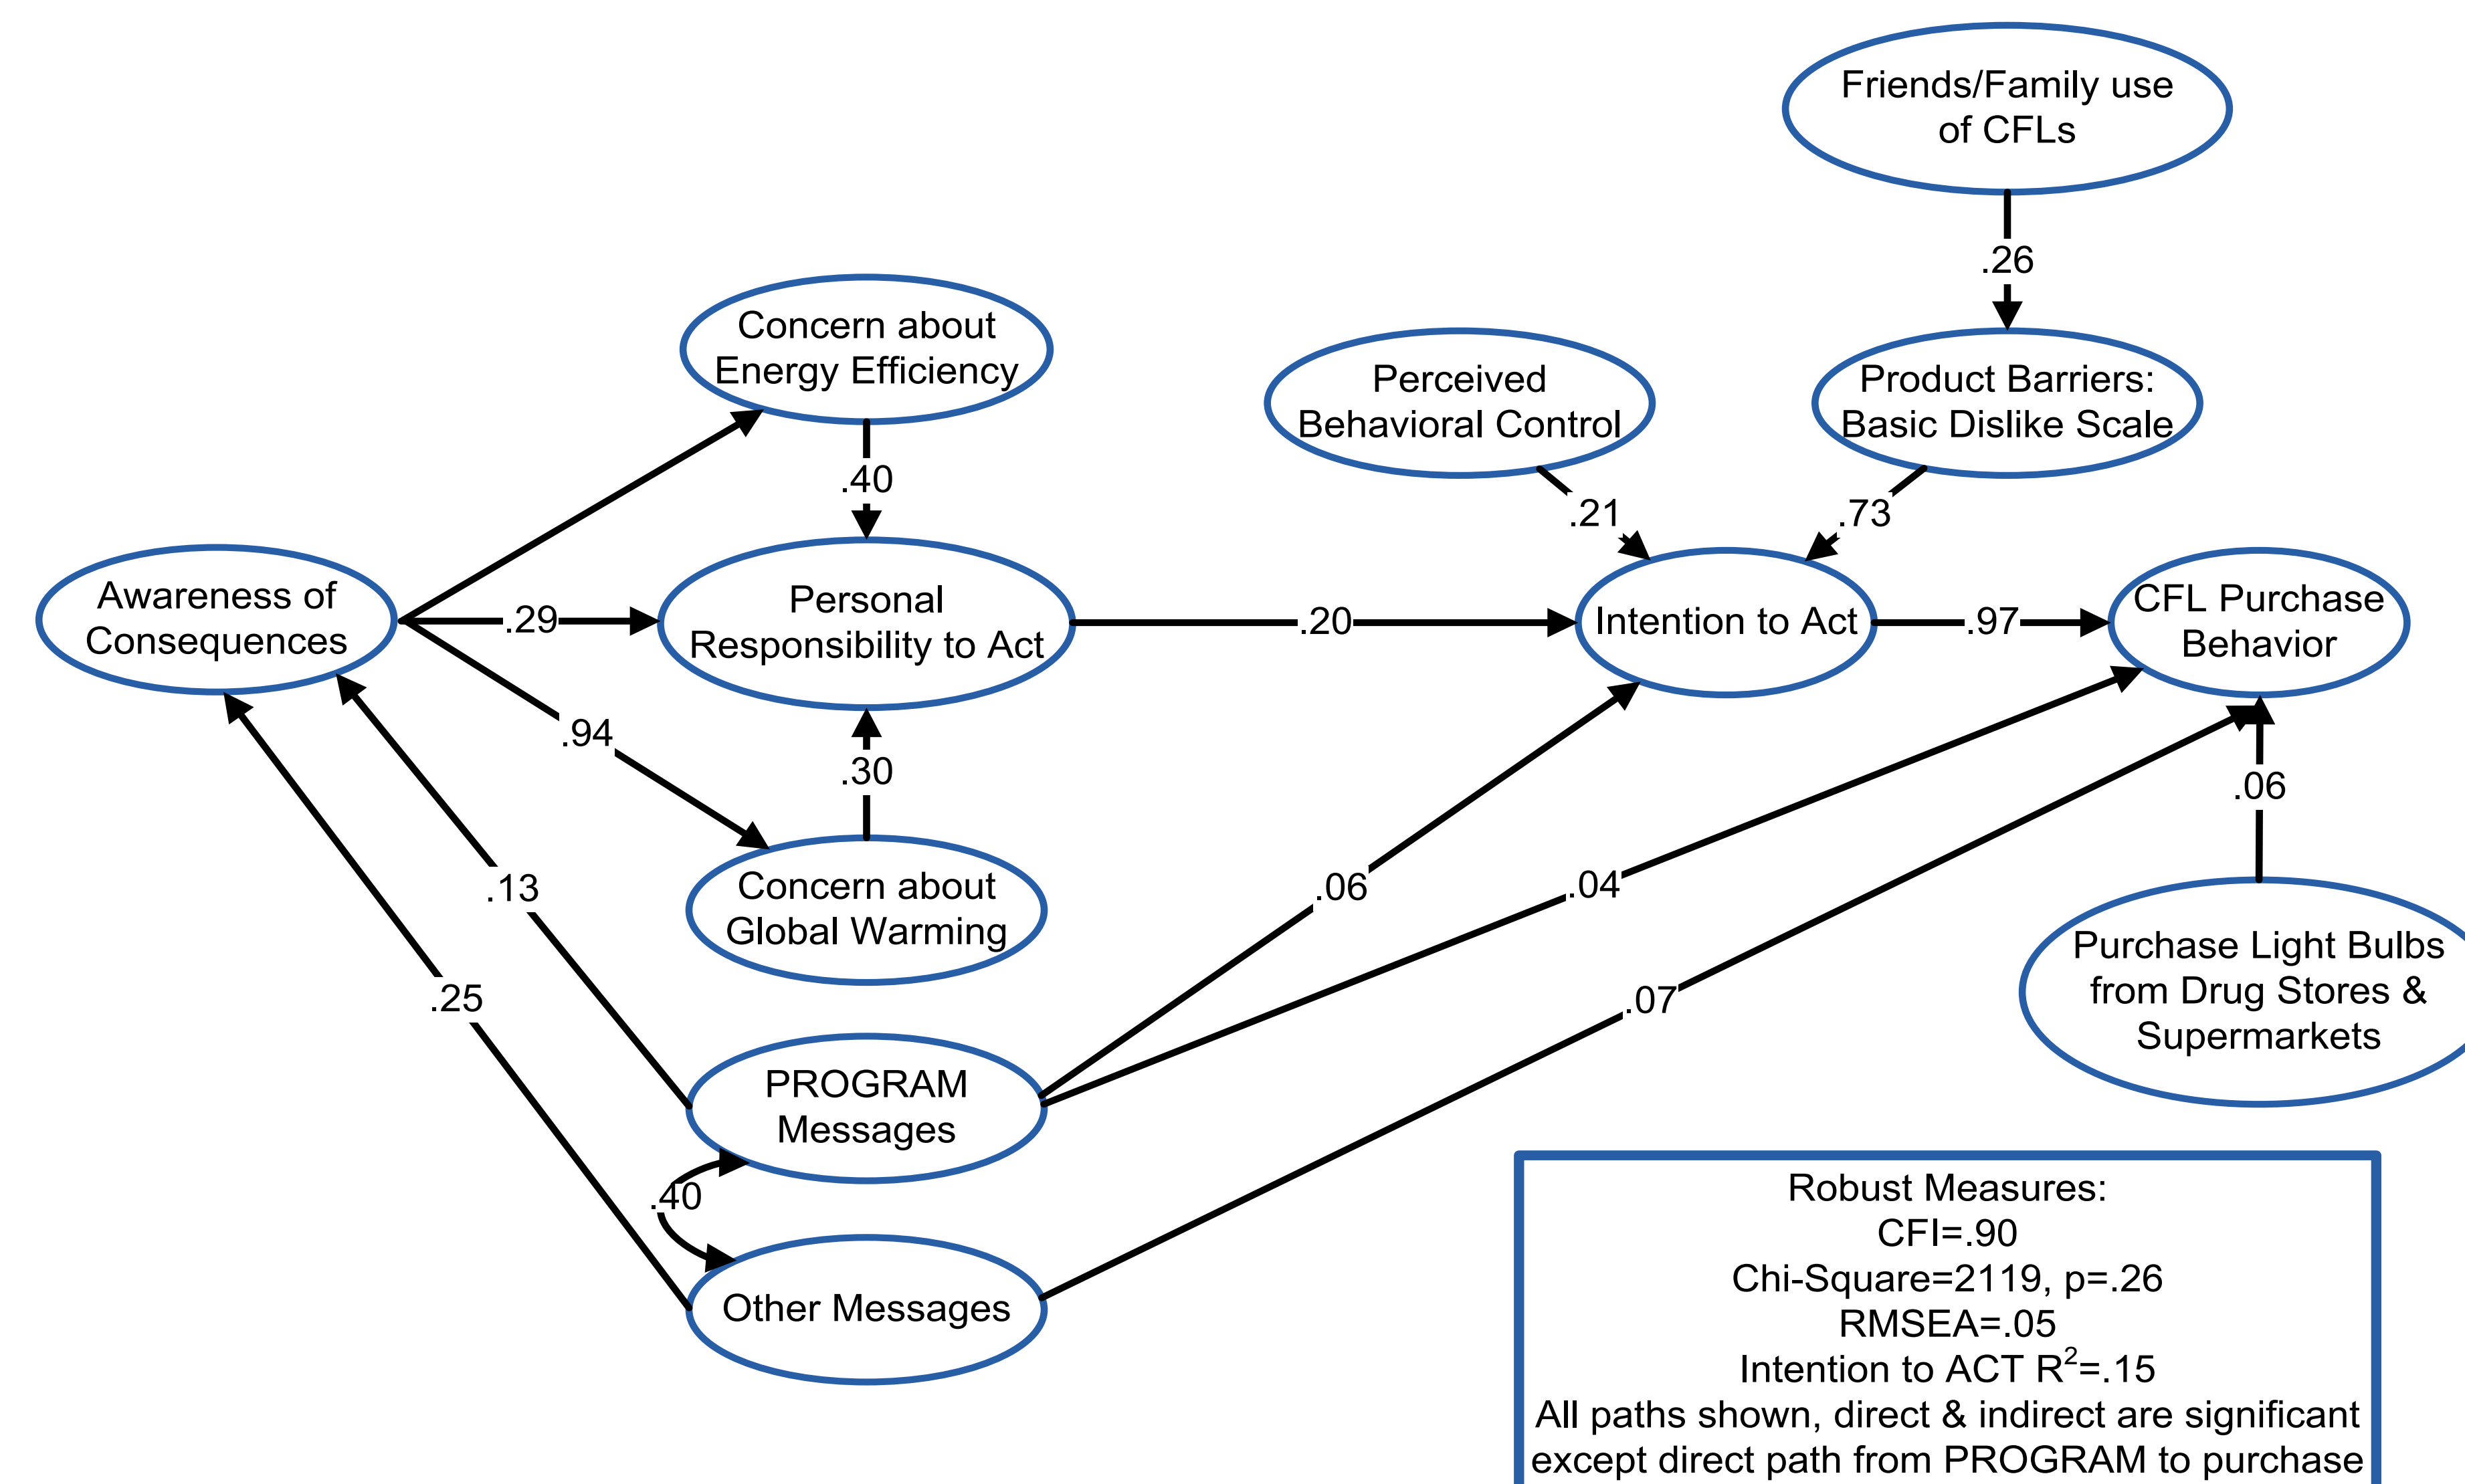 Friends/Family use
of CFLs
.26
Concern about
Energy Efficiency
Perceived
Behavioral Control
Product Barriers:
Basic Dislike Scale
.40
.21
.73
Awareness of
Consequences
.29
Personal
Responsibility to Act
.20
Intention to Act
.97
CFL Purchase
Behavior
.94
.30
.06
.13
Concern about
Global Warming
.06
.04
Purchase Light Bulbs
from Drug Stores &
Supermarkets
.25
.07
PROGRAM
Messages
.40
Other Messages
Robust Measures:
CFI=.90
Chi-Square=2119, p=.26
RMSEA=.05
Intention to ACT R²=.15
All paths shown, direct & indirect are significant
except direct path from PROGRAM to purchase